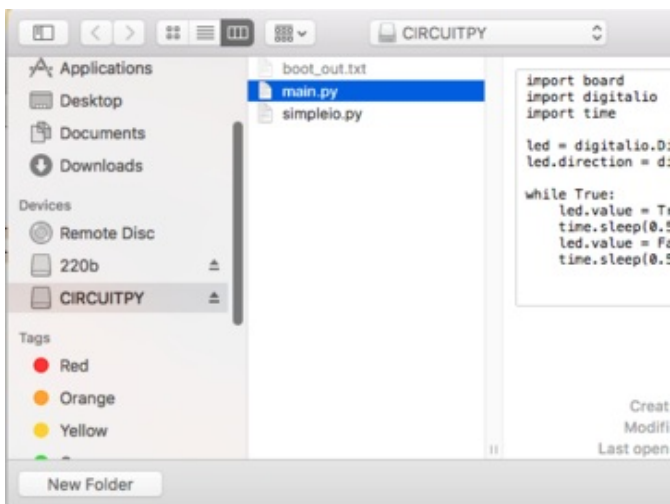 CIRCUITPY
Applications
Desktop
Documents
Downloads
Devices
Remote Disc
220b
CIRCUITPY
Tags
Red
Orange
Yellow
boot_out.txt
main.py
simpleio.py
import board
import digitalio
import time
led = digitalio.Di
led.direction = di
while True:
led.value = Tr
time.sleep(0.5
led.value = Fa
time.sleep(0.5
Creat
Modifi
Last open
New Folder